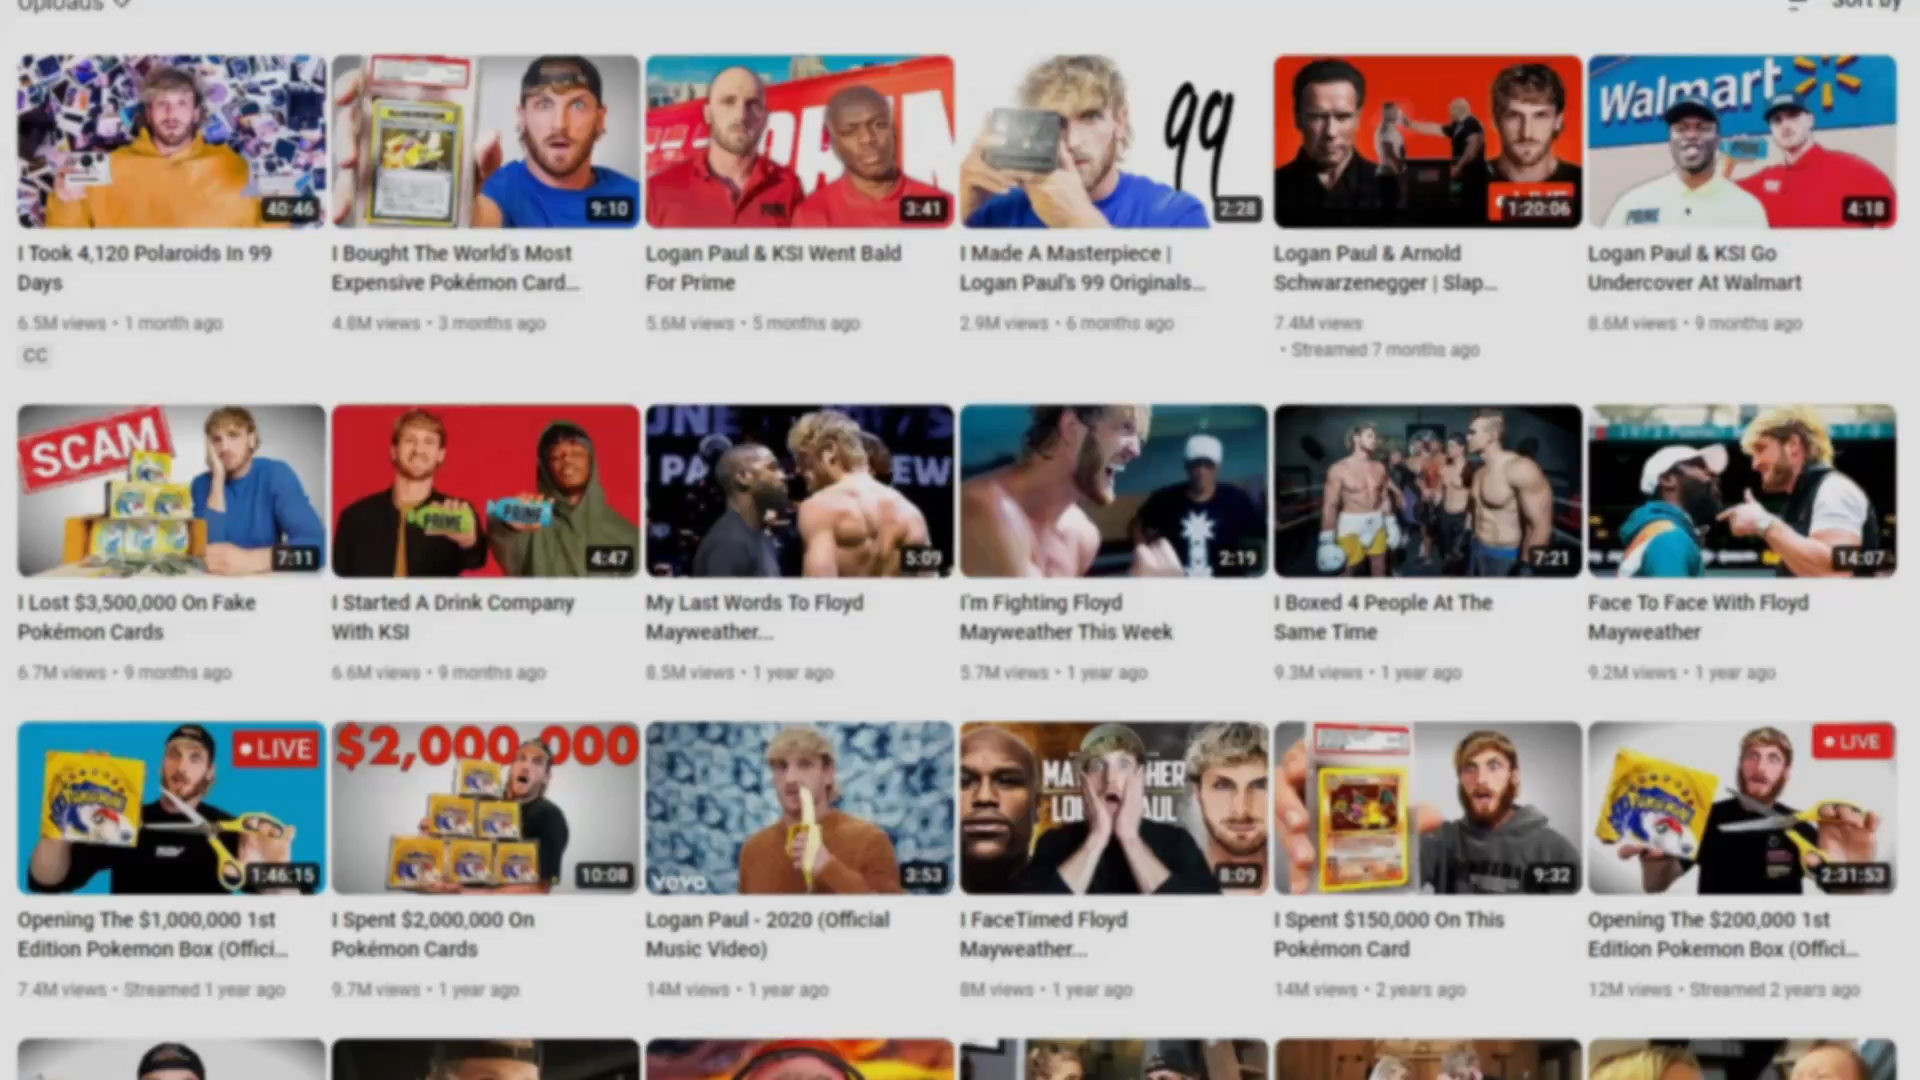 Uploads
Sort by
40:46
9:10
3:41
99
2:28
LIVE
1:20:06
Walmart
PRIME
4:18
I Took 4,120 Polaroids In 99
Days
6.5M views • 1 month ago
CC
I Bought The World's Most
Expensive Pokémon Card...
4.8M views • 3 months ago
Logan Paul & KSI Went Bald
For Prime
5.6M views • 5 months ago
I Made A Masterpiece |
Logan Paul's 99 Originals...
2.9M views • 6 months ago
Logan Paul & Arnold
Schwarzenegger | Slap...
7.4M views
• Streamed 7 months ago
Logan Paul & KSI Go
Undercover At Walmart
8.6M views • 9 months ago
SCAM
7:11
PRIME
PRIME
4:47
5:09
2:19
7:21
14:07
I Lost $3,500,000 On Fake
Pokémon Cards
6.7M views • 9 months ago
I Started A Drink Company
With KSI
6.6M views • 9 months ago
My Last Words To Floyd
Mayweather...
8.5M views • 1 year ago
I'm Fighting Floyd
Mayweather This Week
5.7M views • 1 year ago
I Boxed 4 People At The
Same Time
9.3M views • 1 year ago
Face To Face With Floyd
Mayweather
9.2M views • 1 year ago
LIVE
1:46:15
$2,000,000
10:08
vevo
3:53
8:09
9:32
LIVE
2:31:53
Opening The $1,000,000 1st
Edition Pokemon Box (Offici...
7.4M views • Streamed 1 year ago
I Spent $2,000,000 On
Pokémon Cards
9.7M views • 1 year ago
Logan Paul - 2020 (Official
Music Video)
14M views • 1 year ago
I FaceTimed Floyd
Mayweather...
8M views • 1 year ago
I Spent $150,000 On This
Pokémon Card
14M views • 2 years ago
Opening The $200,000 1st
Edition Pokemon Box (Offici...
12M views • Streamed 2 years ago